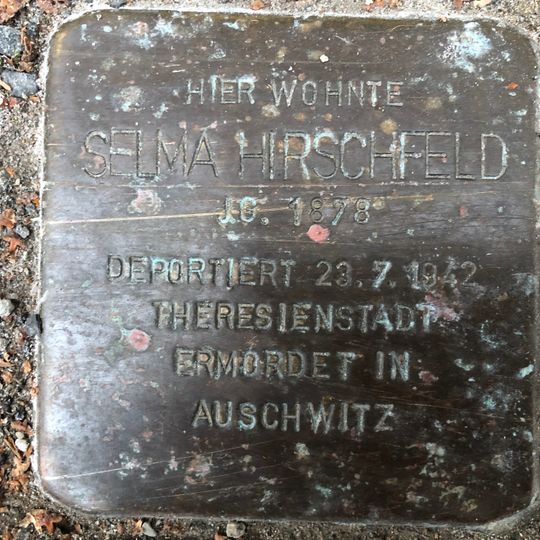 HIER WOHNTE
SELMA HIRSCHFELD
JG. 1878
DEPORTIERT 23.7.1942
THERESIENSTADT
ERMORDET IN
AUSCHWITZ